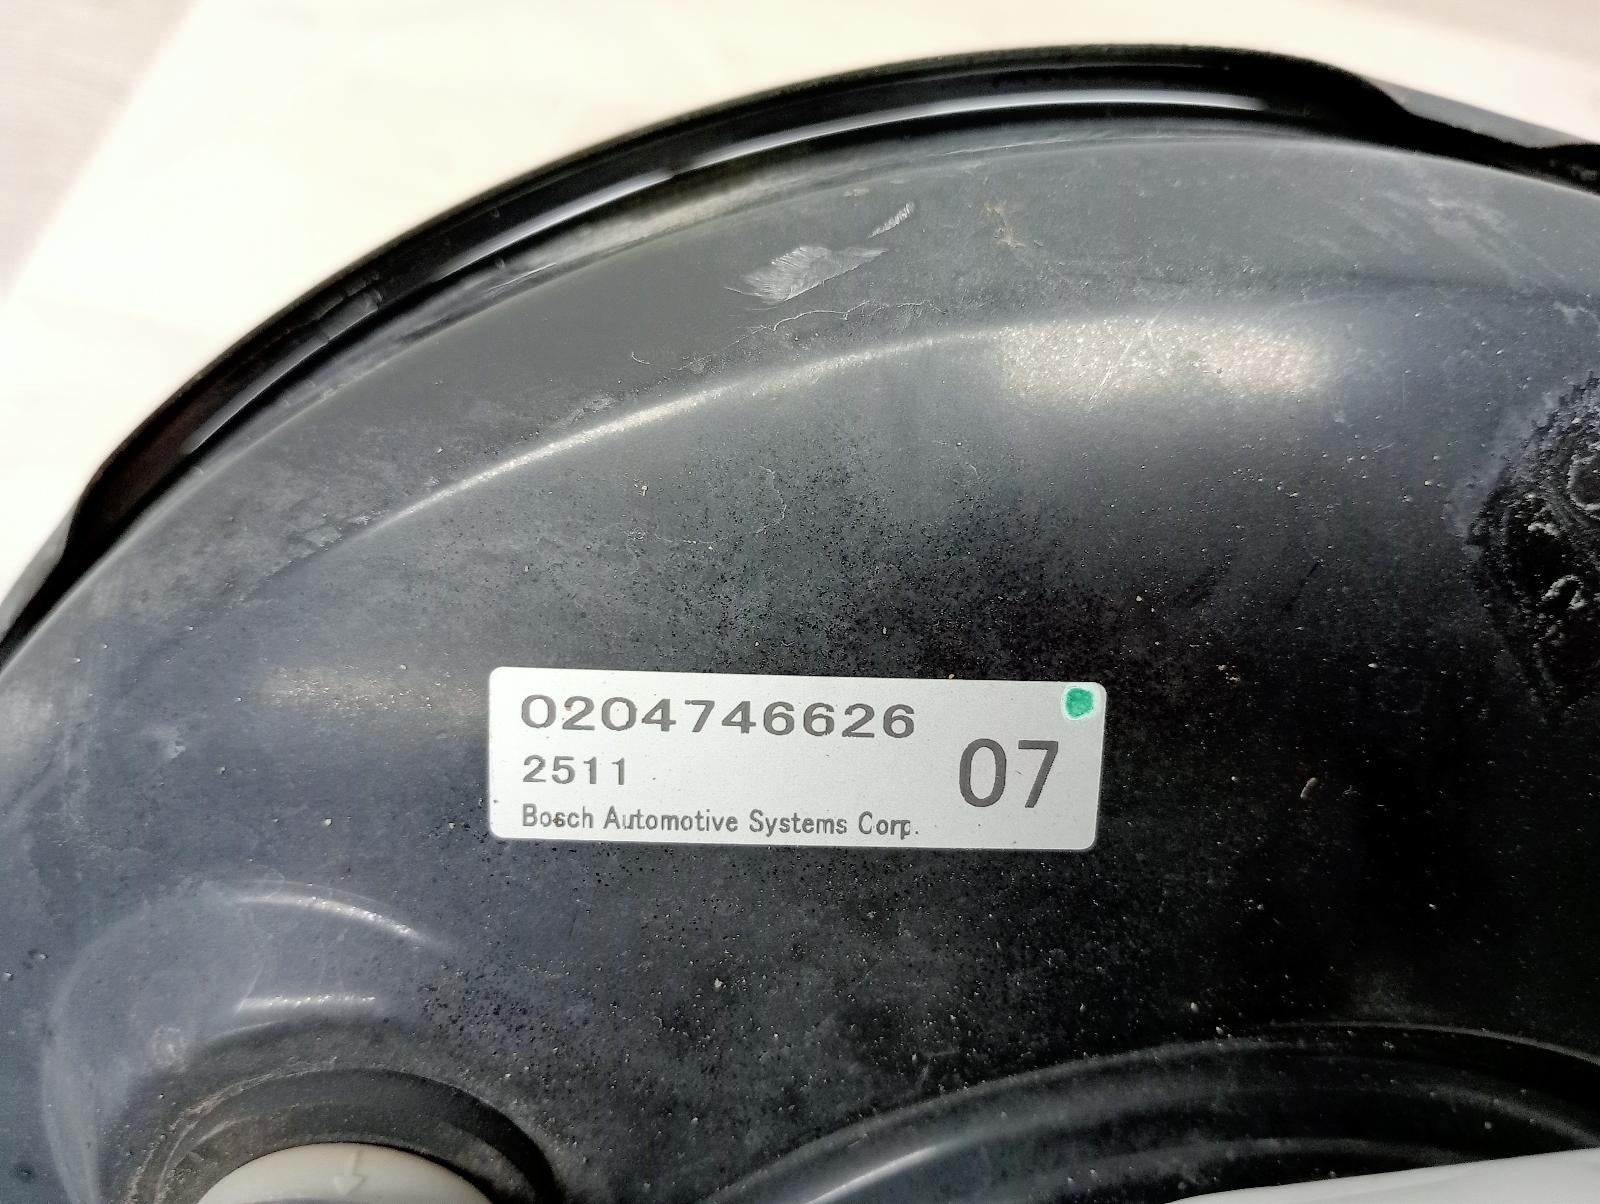 0204746626
2511
07
Bosch Automotive Systems Corp.